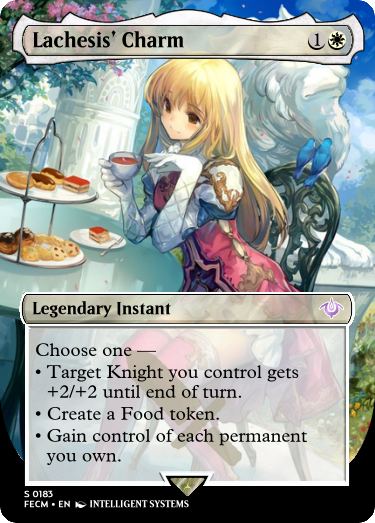 Lachesis' Charm 1
Legendary Instant
Choose one —
• Target Knight you control gets
+2/+2 until end of turn.
• Create a Food token.
• Gain control of each permanent
you own.
S 0183
FECM • EN INTELLIGENT SYSTEMS